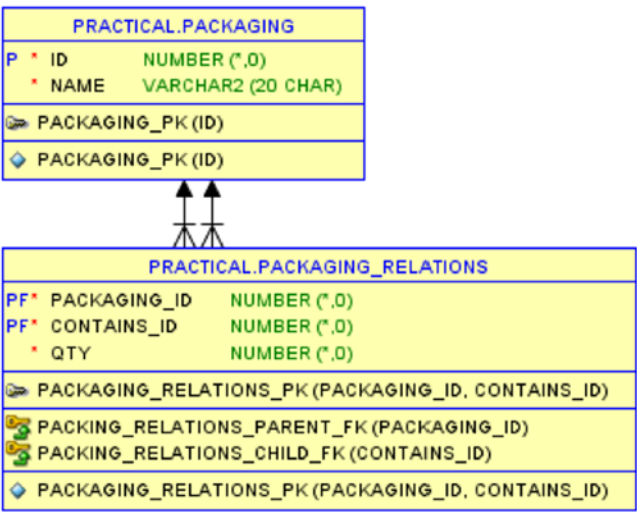 PRACTICAL.PACKAGING
P * ID NUMBER (*,0)
* NAME VARCHAR2 (20 CHAR)
PACKAGING_PK (ID)
PACKAGING_PK (ID)
PRACTICAL.PACKAGING_RELATIONS
PF* PACKAGING_ID NUMBER (*,0)
PF* CONTAINS_ID NUMBER (*,0)
* QTY NUMBER (*,0)
PACKAGING_RELATIONS_PK (PACKAGING_ID, CONTAINS_ID)
PACKING_RELATIONS_PARENT_FK (PACKAGING_ID)
PACKING_RELATIONS_CHILD_FK (CONTAINS_ID)
PACKAGING_RELATIONS_PK (PACKAGING_ID, CONTAINS_ID)